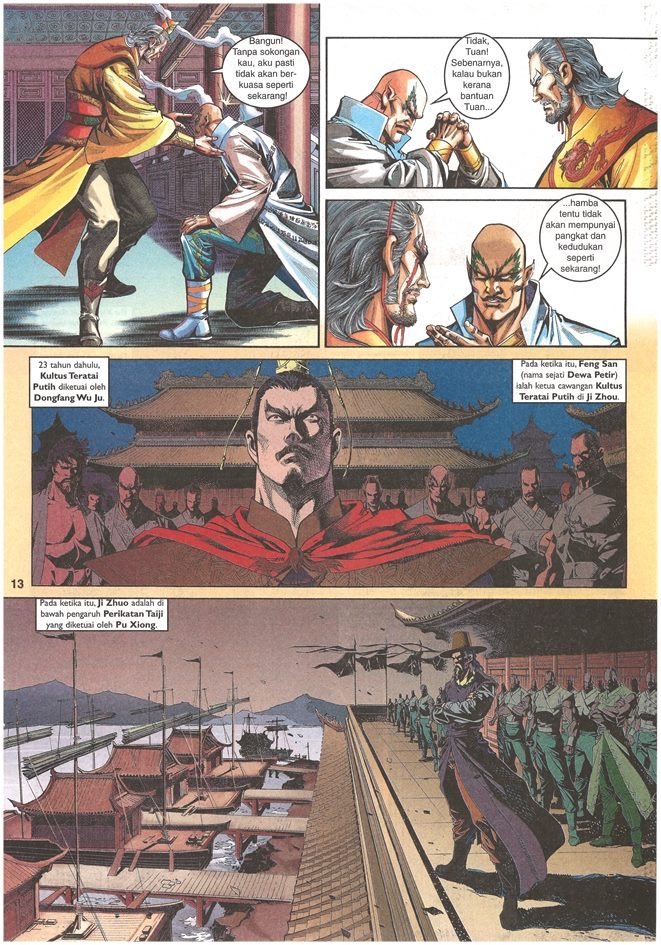 Bangun!
Tanpa sokongan
kau, aku pasti
tidak akan ber-
kuasa seperti
sekarang!
Tidak,
Tuan!
Sebenarnya,
kalau bukan
kerana
bantuan
Tuan...
...hamba
tentu tidak
akan mempunyai
pangkat dan
kedudukan
seperti
sekarang!
23 tahun dahulu,
Kultus Teratai
Putih diketuai oleh
Dongfang Wu Ju.
Pada ketika itu, Feng San
(nama sejati Dewa Petir)
ialah ketua cawangan Kultus
Teratai Putih di Ji Zhou.
13
Pada ketika itu, Ji Zhuo adalah di
bawah pengaruh Perikatan Taiji
yang diketuai oleh Pu Xiong.